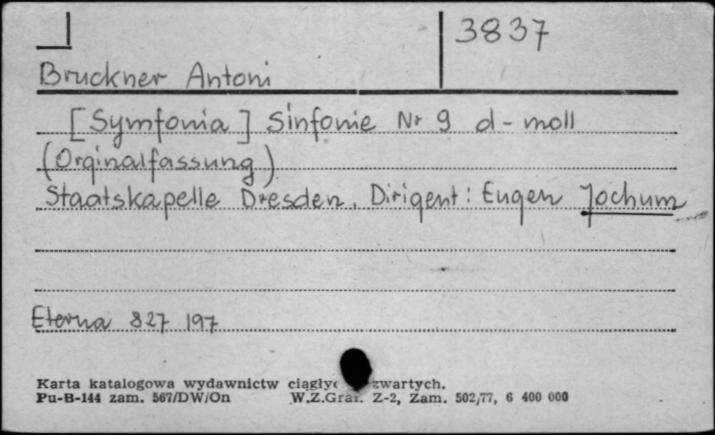 3837
Bruckner Antoni
[Symfonia] Sinfonie Nr 9 d-moll
(Orginalfassung)
Staatskapelle Dresden. Dirigent: Eugen Jochum
Eterna 827 197
Karta katalogowa wydawnictw zwartych.
Pu-B-144 zam. 567/DW/On W.Z.Graf. Z-2, Zam. 502/77, 6 400 000